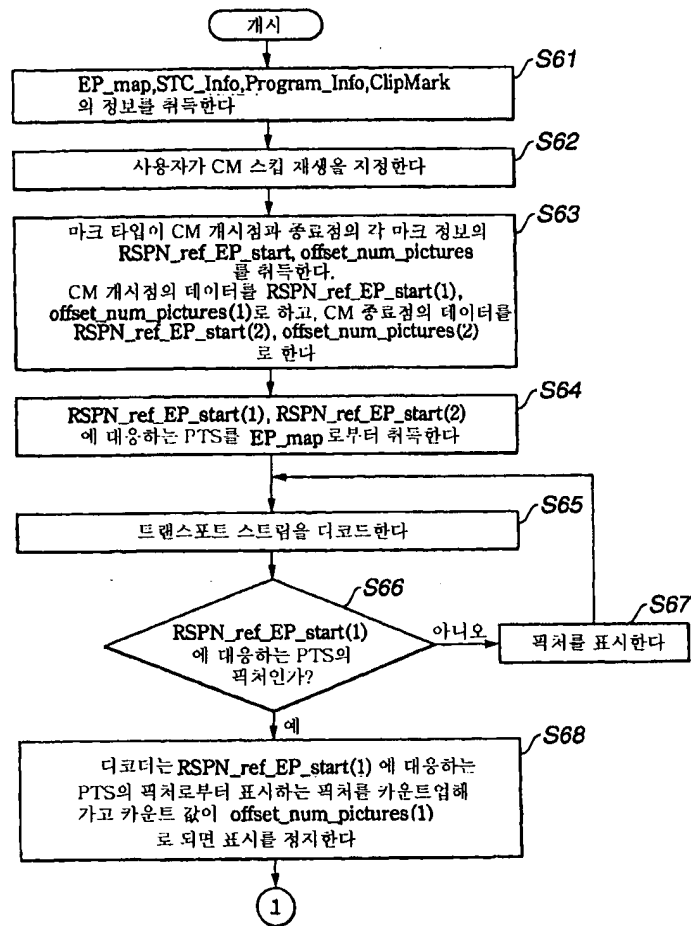 개시
S61
EP_map,STC_Info,Program_Info,ClipMark
의 정보를 취득한다
S62
사용자가 CM 스킵 재생을 지정한다
S63
마크 타입이 CM 개시점과 종료점의 각 마크 정보의
RSPN_ref_EP_start, offset_num_pictures
를 취득한다.
CM 개시점의 데이터를 RSPN_ref_EP_start(1),
offset_num_pictures(1)로 하고, CM 종료점의 데이터를
RSPN_ref_EP_start(2), offset_num_pictures(2)
로 한다
S64
RSPN_ref_EP_start(1), RSPN_ref_EP_start(2)
에 대응하는 PTS를 EP_map 로부터 취득한다
S65
트랜스포트 스트림을 디코드한다
S66
RSPN_ref_EP_start(1)
에 대응하는 PTS의
픽처인가?
아니오
S67
픽처를 표시한다
예
S68
디코더는 RSPN_ref_EP_start(1) 에 대응하는
PTS의 픽처로부터 표시하는 픽처를 카운트업해
가고 카운트 값이 offset_num_pictures(1)
로 되면 표시를 정지한다
1